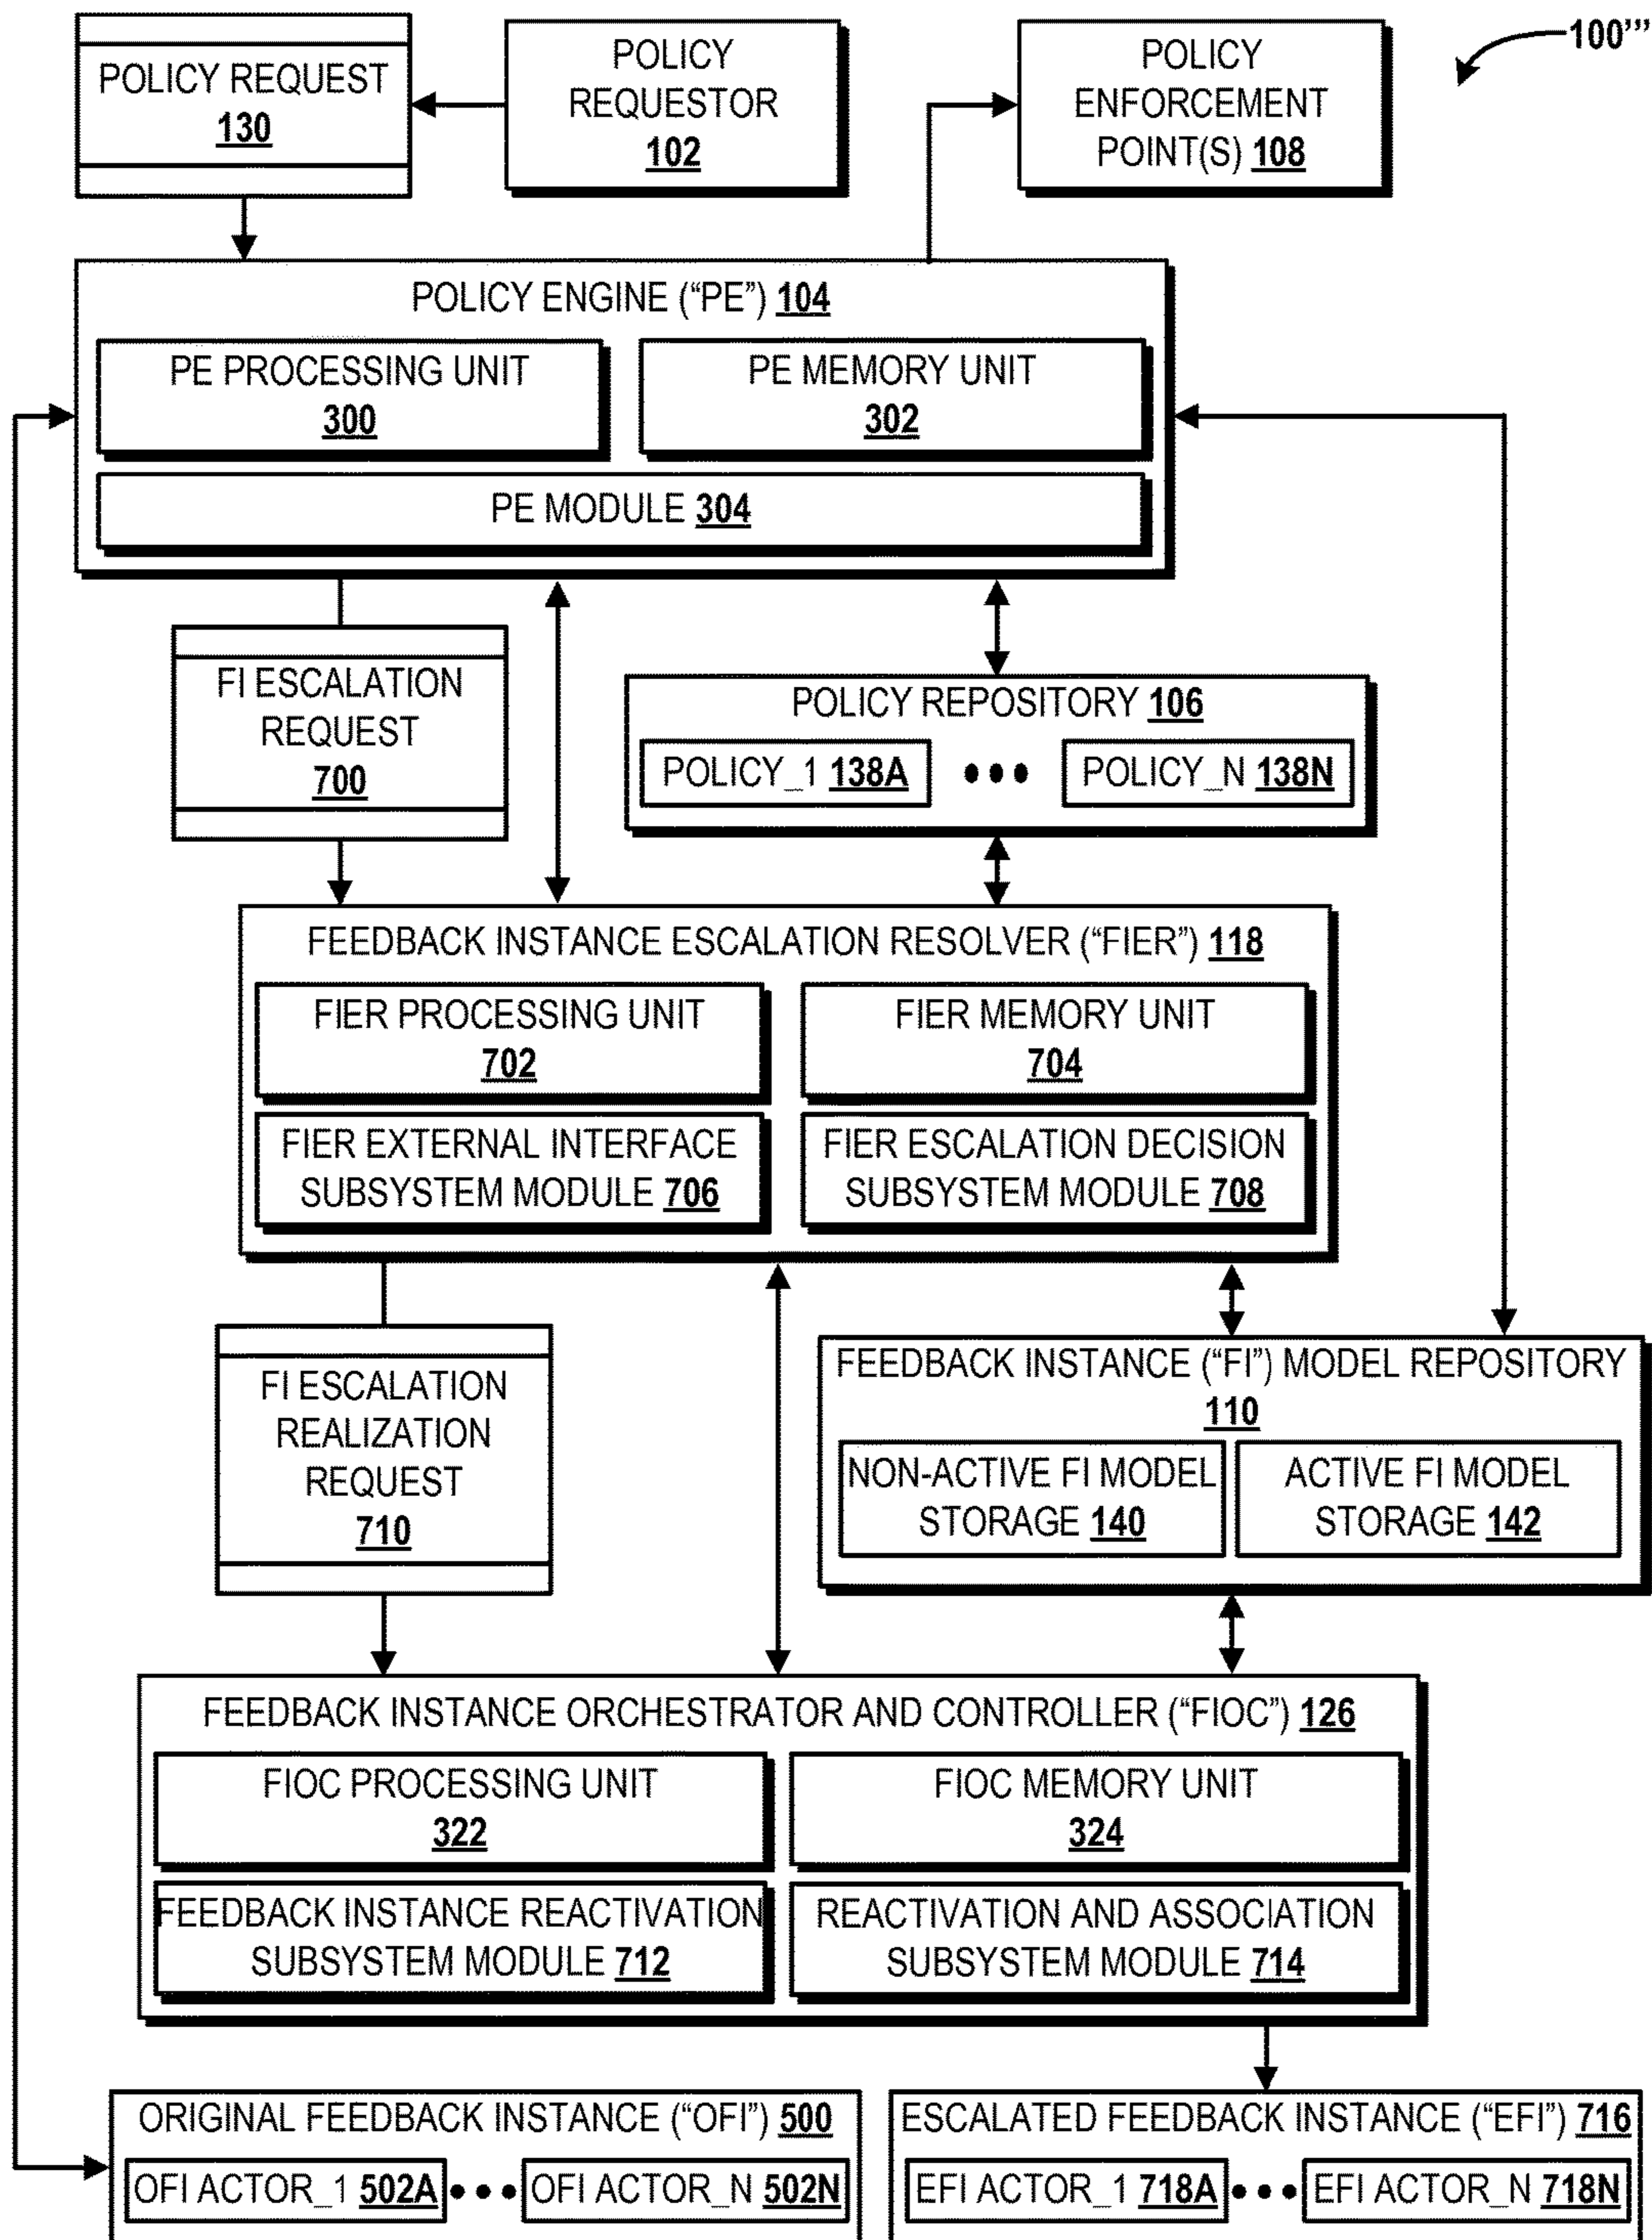 100'''
POLICY REQUEST
130
POLICY
REQUESTOR
102
POLICY
ENFORCEMENT
POINT(S) 108
POLICY ENGINE (“PE”) 104
PE PROCESSING UNIT
300
PE MEMORY UNIT
302
PE MODULE 304
FI ESCALATION
REQUEST
700
POLICY REPOSITORY 106
POLICY_1 138A
POLICY_N 138N
FEEDBACK INSTANCE ESCALATION RESOLVER (“FIER”) 118
FIER PROCESSING UNIT
702
FIER MEMORY UNIT
704
FIER EXTERNAL INTERFACE
SUBSYSTEM MODULE 706
FIER ESCALATION DECISION
SUBSYSTEM MODULE 708
FI ESCALATION
REALIZATION
REQUEST
710
FEEDBACK INSTANCE (“FI”) MODEL REPOSITORY
110
NON-ACTIVE FI MODEL
STORAGE 140
ACTIVE FI MODEL
STORAGE 142
FEEDBACK INSTANCE ORCHESTRATOR AND CONTROLLER (“FIOC”) 126
FIOC PROCESSING UNIT
322
FIOC MEMORY UNIT
324
FEEDBACK INSTANCE REACTIVATION
SUBSYSTEM MODULE 712
REACTIVATION AND ASSOCIATION
SUBSYSTEM MODULE 714
ORIGINAL FEEDBACK INSTANCE (“OFI”) 500
OFI ACTOR_1 502A
OFI ACTOR_N 502N
ESCALATED FEEDBACK INSTANCE (“EFI”) 716
EFI ACTOR_1 718A
EFI ACTOR_N 718N